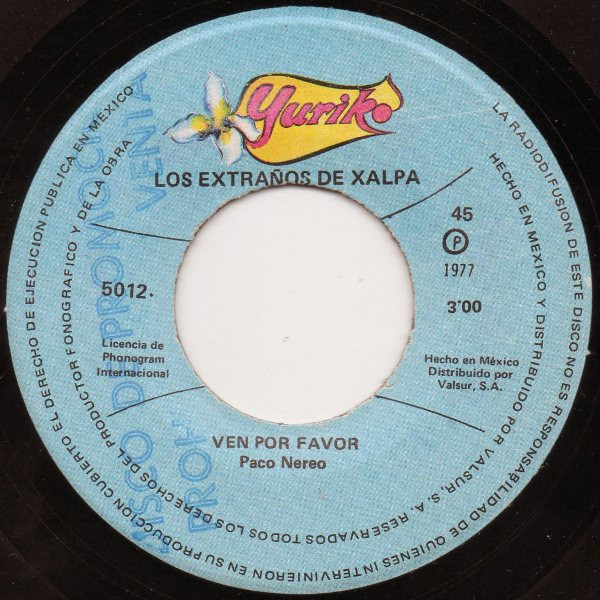 Yuriko
LOS EXTRAÑOS DE XALPA
45
P
1977
5012.
3'00
Licencia de
Phonogram
Internacional
Hecho en México
Distribuido por
Valsur, S.A.
VEN POR FAVOR
Paco Nereo
LA RADIODIFUSION DE ESTE DISCO NO ES RESPONSABILIDAD DE QUIENES INTERVINIERON EN SU PRODUCCION CUBIERTO EL DERECHO DE EJECUCION PUBLICA EN MEXICO
HECHO EN MEXICO Y DISTRIBUIDO POR VALSUR, S. A. RESERVADOS TODOS LOS DERECHOS DEL PRODUCTOR FONOGRAFICO Y DE LA OBRA
DISCO DE PROMOC
VENTA